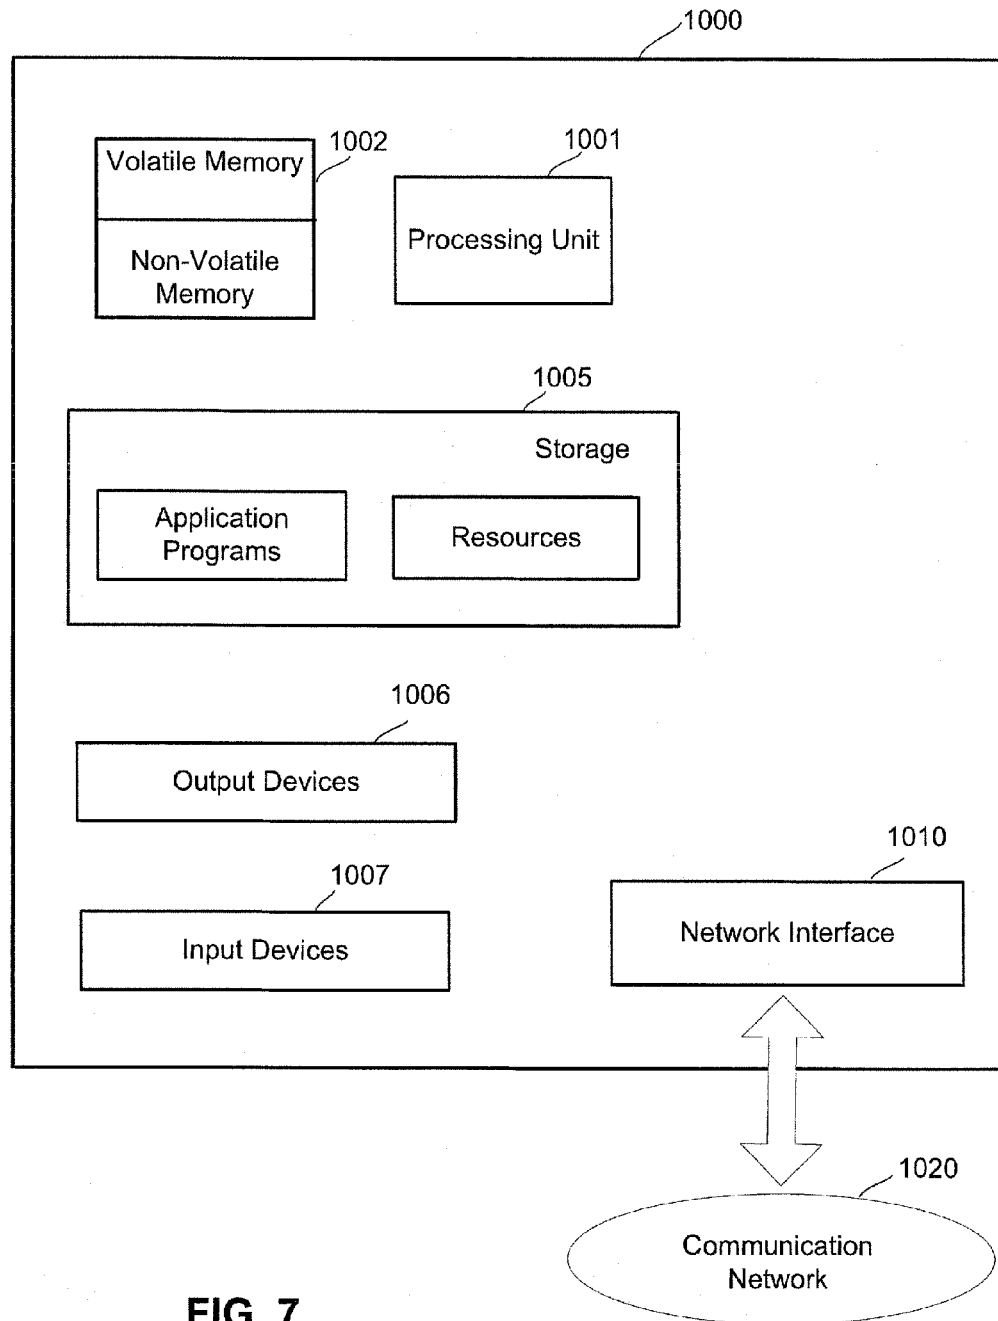 1000
1002
Volatile Memory
Non-Volatile
Memory
1001
Processing Unit
1005
Storage
Application
Programs
Resources
1006
Output Devices
1007
Input Devices
1010
Network Interface
1020
Communication
Network
FIG. 7